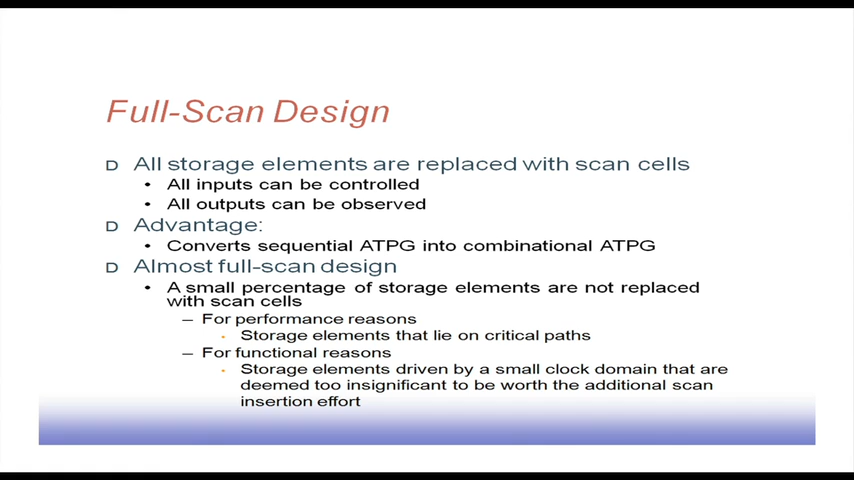 Full-Scan Design
D All storage elements are replaced with scan cells
• All inputs can be controlled
• All outputs can be observed
D Advantage:
• Converts sequential ATPG into combinational ATPG
D Almost full-scan design
• A small percentage of storage elements are not replaced
with scan cells
– For performance reasons
• Storage elements that lie on critical paths
– For functional reasons
• Storage elements driven by a small clock domain that are
deemed too insignificant to be worth the additional scan
insertion effort